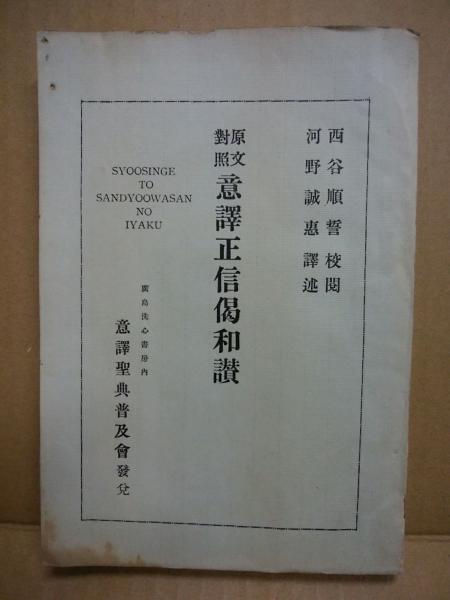 西谷順誓 校閲
河野誠惠 譯述
原文
對照
意譯正信偈和讃
SYOOSINGE
TO
SANDYOOWASAN
NO
IYAKU
廣島洗心書房内
意譯聖典普及會發兌